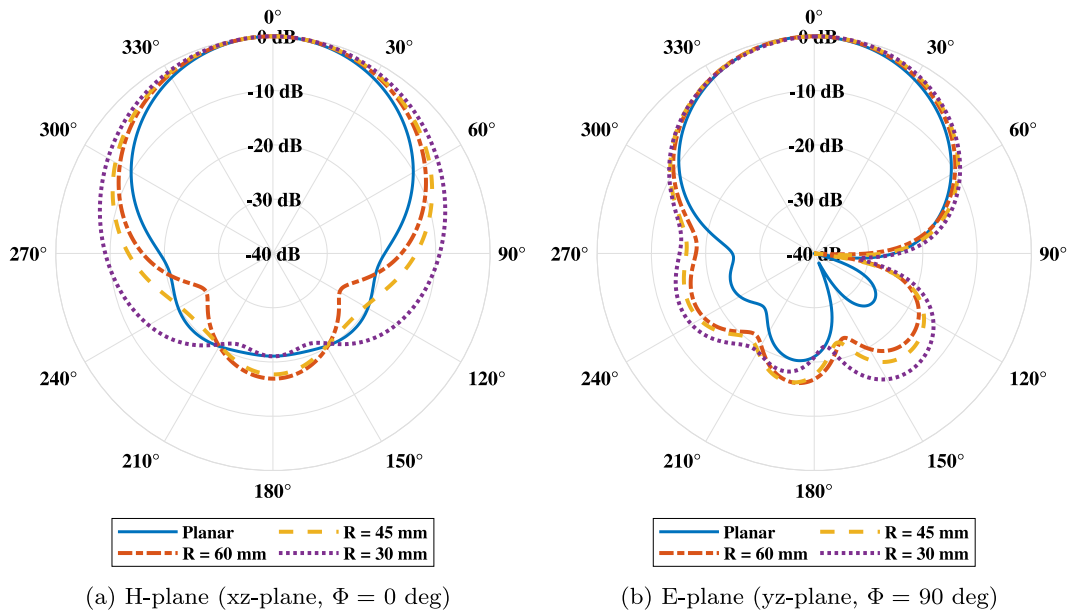 0°
0 dB
330°
30°
-10 dB
300°
60°
-20 dB
-30 dB
270°
-40 dB
90°
240°
120°
210°
150°
180°
Planar
R = 45 mm
R = 60 mm
R = 30 mm
(a) H-plane (xz-plane, Φ = 0 deg)
0°
0 dB
330°
30°
-10 dB
300°
60°
-20 dB
-30 dB
270°
-40 dB
90°
240°
120°
210°
150°
180°
Planar
R = 45 mm
R = 60 mm
R = 30 mm
(b) E-plane (yz-plane, Φ = 90 deg)